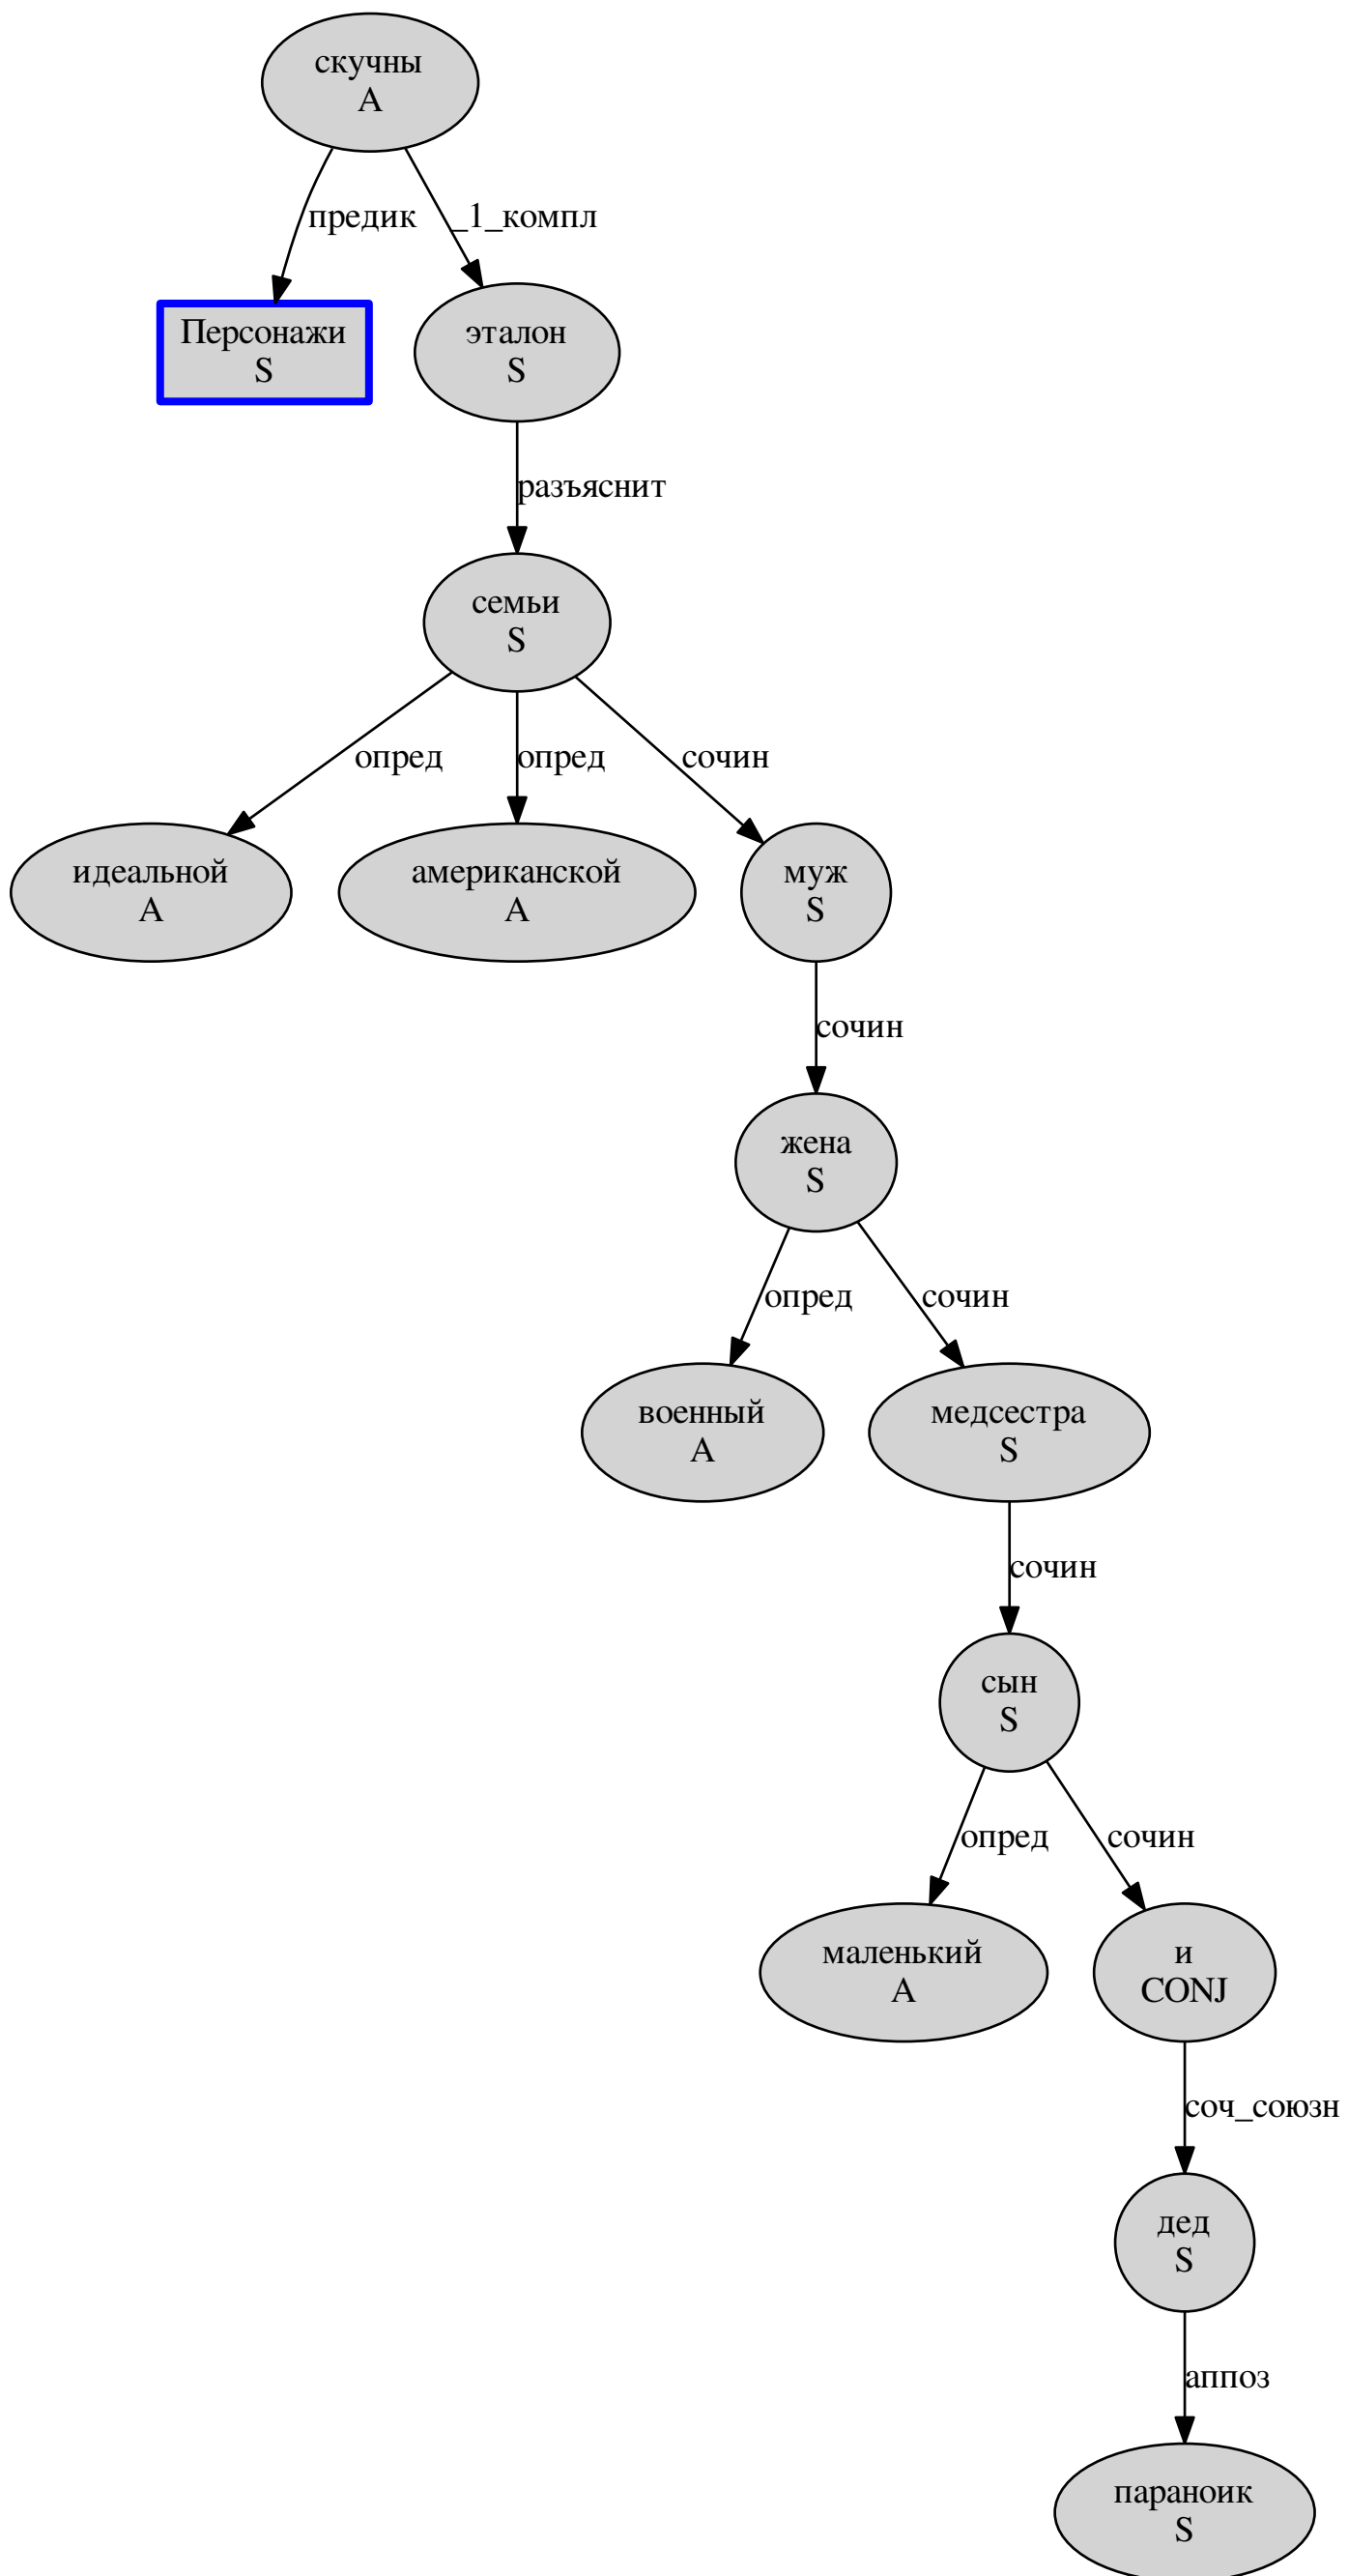 скучны
A
предик
_1_компл
Персонажи
S
эталон
S
разъяснит
семьи
S
опред
опред
сочин
идеальной
A
американской
A
муж
S
сочин
жена
S
опред
сочин
военный
A
медсестра
S
сочин
сын
S
опред
сочин
маленький
A
и
CONJ
соч_союзн
дед
S
аппоз
параноик
S